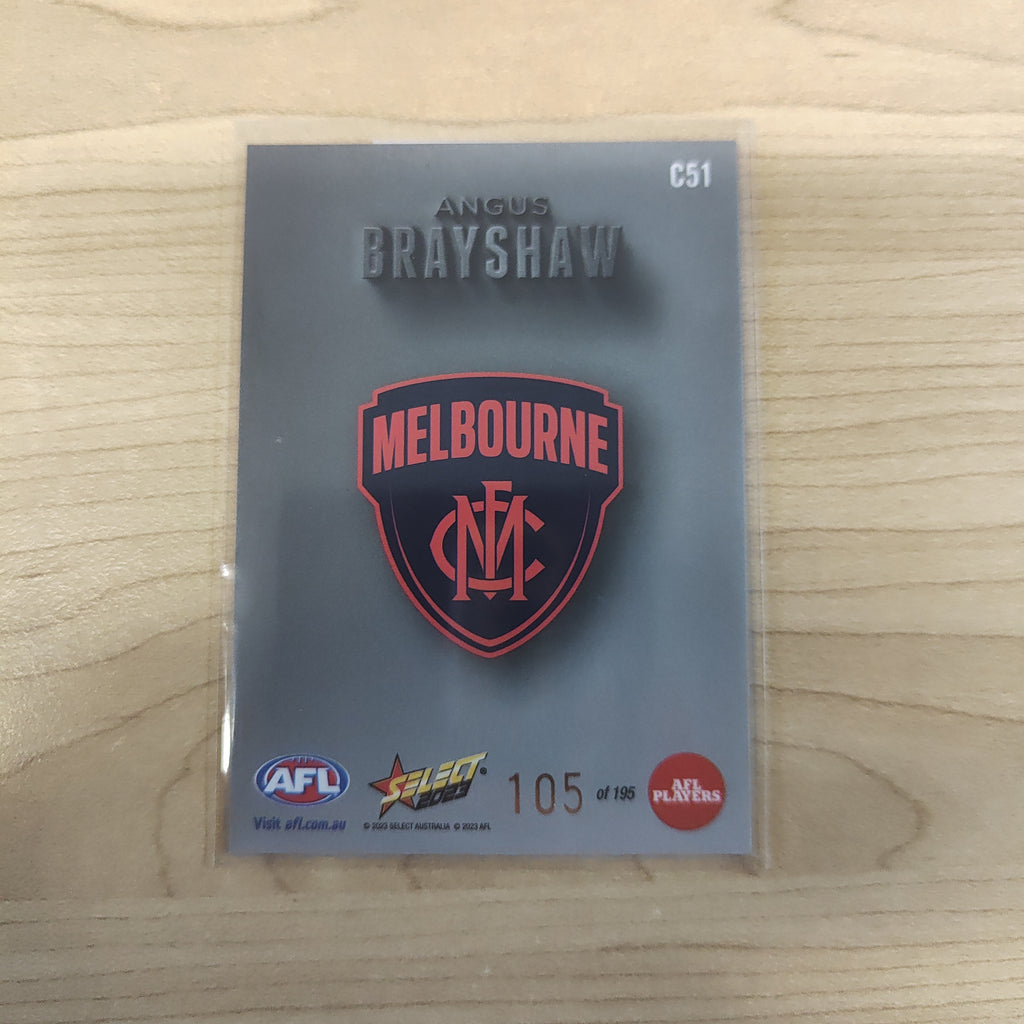 C51
ANGUS
BRAYSHAW
MELBOURNE
MFC
AFL
Visit afl.com.au
SELECT
2023
© 2023 SELECT AUSTRALIA © 2023 AFL
105 of 195
AFL
PLAYERS